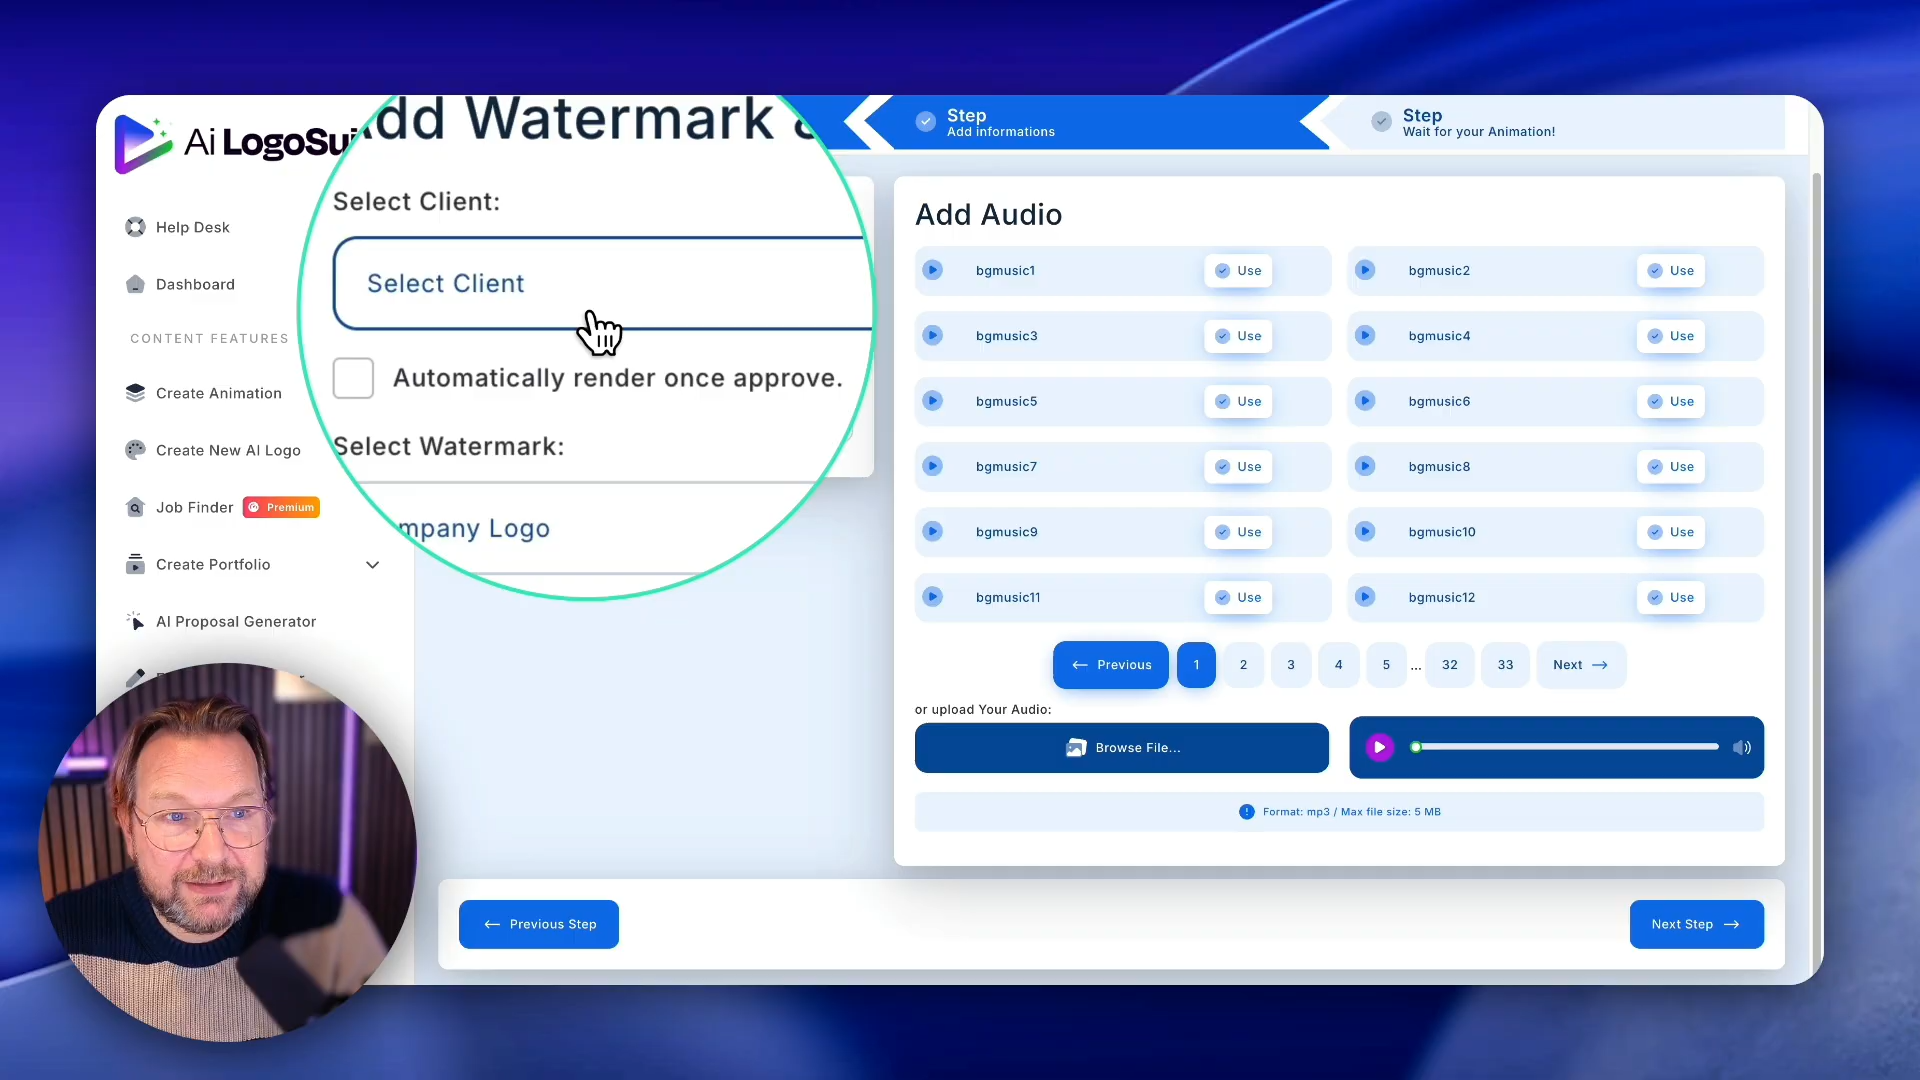 Ai LogoSui
Help Desk
Dashboard
CONTENT FEATURES
Create Animation
Create New AI Logo
Job Finder
Premium
Create Portfolio
AI Proposal Generator
dd Watermark
Select Client:
Select Client
Automatically render once approve.
Select Watermark:
mpany Logo
Step
Add informations
Step
Wait for your Animation!
Add Audio
bgmusic1 Use
bgmusic2 Use
bgmusic3 Use
bgmusic4 Use
bgmusic5 Use
bgmusic6 Use
bgmusic7 Use
bgmusic8 Use
bgmusic9 Use
bgmusic10 Use
bgmusic11 Use
bgmusic12 Use
← Previous 1 2 3 4 5 ... 32 33 Next →
or upload Your Audio:
Browse File...
Format: mp3 / Max file size: 5 MB
← Previous Step
Next Step →